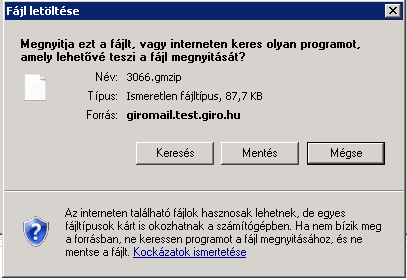 Fájl letöltése
Megnyitja ezt a fájlt, vagy interneten keres olyan programot,
amely lehetővé teszi a fájl megnyitását?
Név: 3066.gmzip
Típus: Ismeretlen fájltípus, 87,7 KB
Forrás: giromail.test.giro.hu
Keresés Mentés Mégse
Az interneten található fájlok hasznosak lehetnek, de egyes
fájltípusok kárt is okozhatnak a számítógépben. Ha nem bízik meg
a forrásban, ne keressen programot a fájl megnyitásához, és ne
mentse a fájlt. Kockázatok ismertetése